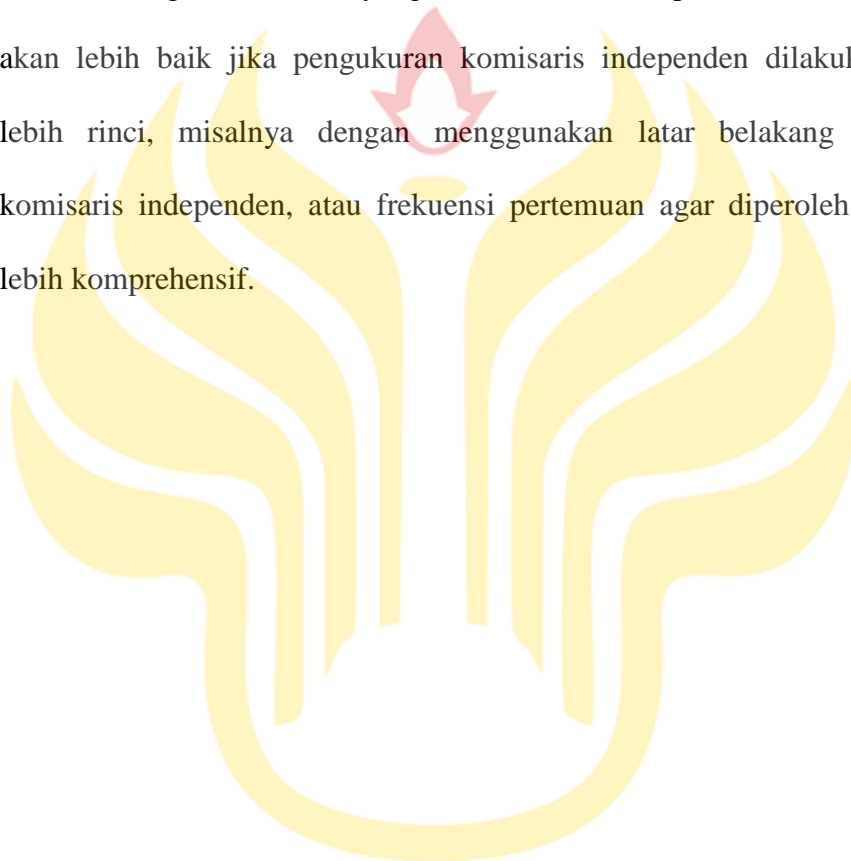 akan lebih baik jika pengukuran komisaris independen
lebih rinci, misalnya dengan menggunakan latar belakang
komisaris independen, atau frekuensi pertemuan agar diperoleh
lebih komprehensif.